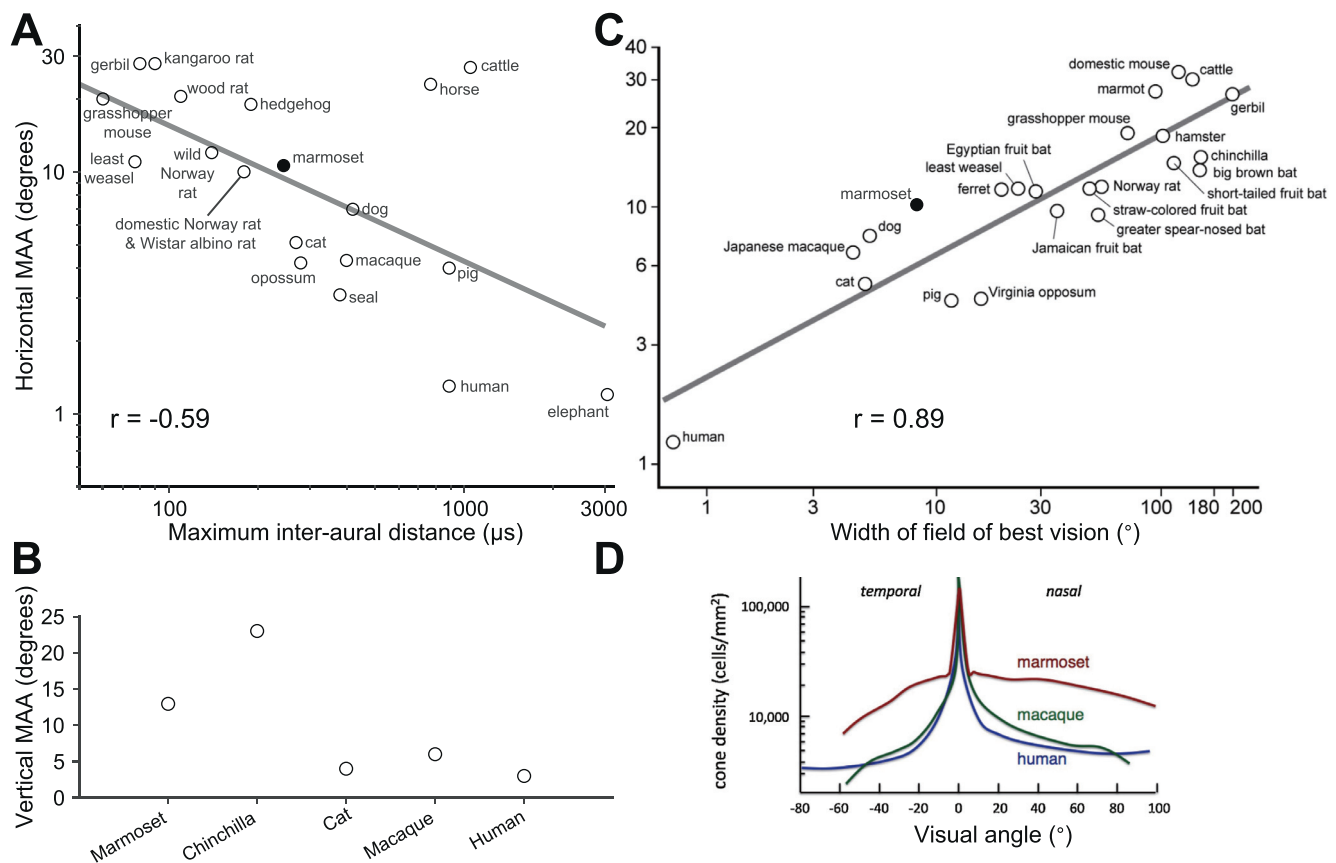 A
Horizontal MAA (degrees)
30
10
1
gerbil
kangaroo rat
wood rat
hedgehog
grasshopper
mouse
least
weasel
wild
Norway
rat
marmoset
domestic Norway rat
& Wistar albino rat
dog
cat
opossum
macaque
seal
pig
horse
cattle
human
elephant
r = -0.59
100
1000
3000
Maximum inter-aural distance (µs)
C
40
30
20
10
6
3
1
domestic mouse
cattle
marmot
gerbil
grasshopper mouse
hamster
Egyptian fruit bat
least weasel
ferret
chinchilla
big brown bat
short-tailed fruit bat
Norway rat
straw-colored fruit bat
greater spear-nosed bat
Jamaican fruit bat
marmoset
dog
Japanese macaque
cat
pig
Virginia opposum
human
r = 0.89
1
3
10
30
100
180
200
Width of field of best vision (°)
B
Vertical MAA (degrees)
25
20
15
10
5
0
Marmoset
Chinchilla
Cat
Macaque
Human
D
cone density (cells/mm²)
100,000
10,000
temporal
nasal
marmoset
macaque
human
-80
-60
-40
-20
0
20
40
60
80
100
Visual angle (°)